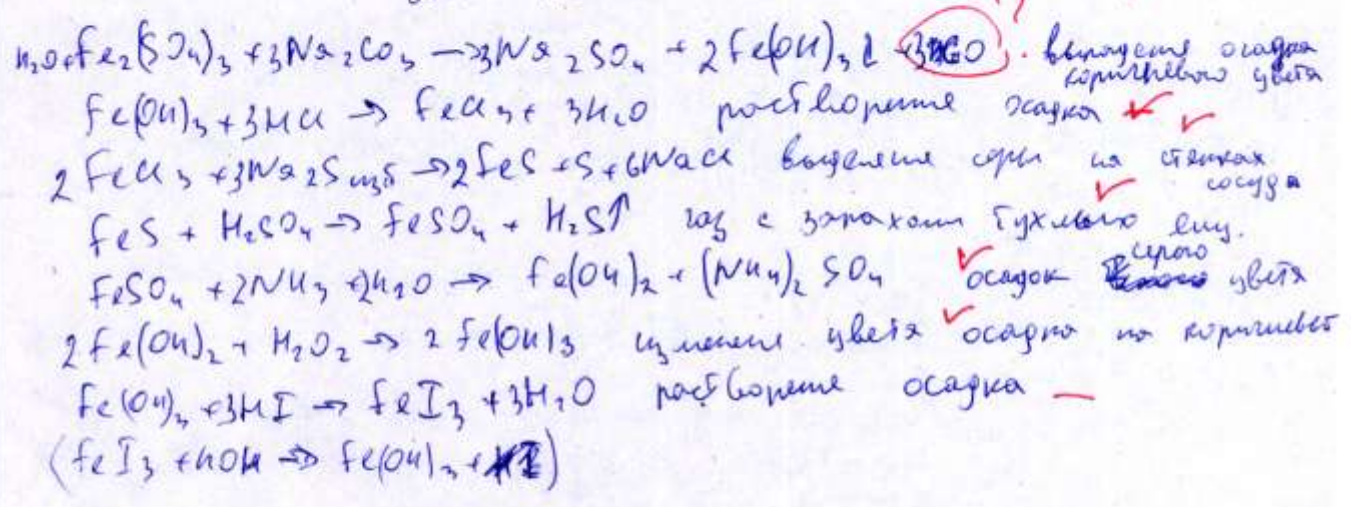 H₂O+Fe₂(SO₄)₃ + 3Na₂CO₃ → 3Na₂SO₄ + 2Fe(OH)₃↓ + 3CO ? выпадение осадка коричневого цвета
Fe(OH)₃ + 3HCl → FeCl₃ + 3H₂O растворение осадка
2FeCl₃ + 3Na₂S → 2FeS + S + 6NaCl выделение серы на стенках сосуда
FeS + H₂SO₄ → FeSO₄ + H₂S↑ газ с запахом тухлого яиц.
FeSO₄ + 2NH₃ + 2H₂O → Fe(OH)₂ + (NH₄)₂SO₄ осадок серого цвета
2Fe(OH)₂ + H₂O₂ → 2Fe(OH)₃ изменение цвета осадка на коричневый
Fe(OH)₃ + 3HI → FeI₃ + 3H₂O растворение осадка
(FeI₃ + KOH → Fe(OH)₃ + KI)